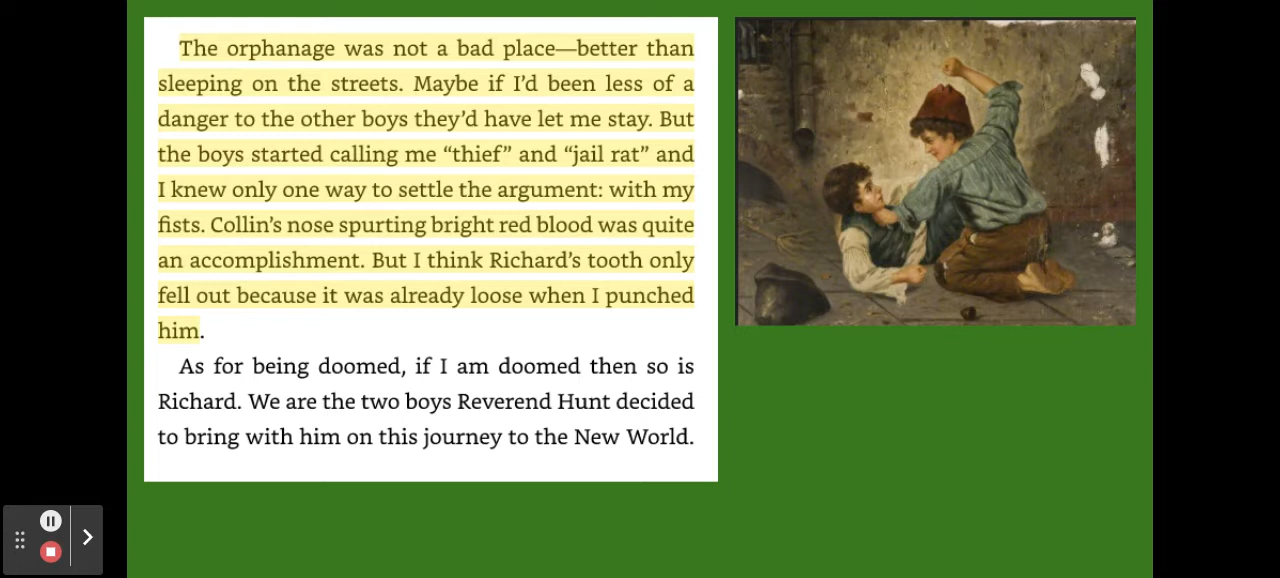 The orphanage was not a bad place—better than
sleeping on the streets. Maybe if I’d been less of a
danger to the other boys they’d have let me stay. But
the boys started calling me “thief” and “jail rat” and
I knew only one way to settle the argument: with my
fists. Collin’s nose spurting bright red blood was quite
an accomplishment. But I think Richard’s tooth only
fell out because it was already loose when I punched
him.
As for being doomed, if I am doomed then so is
Richard. We are the two boys Reverend Hunt decided
to bring with him on this journey to the New World.